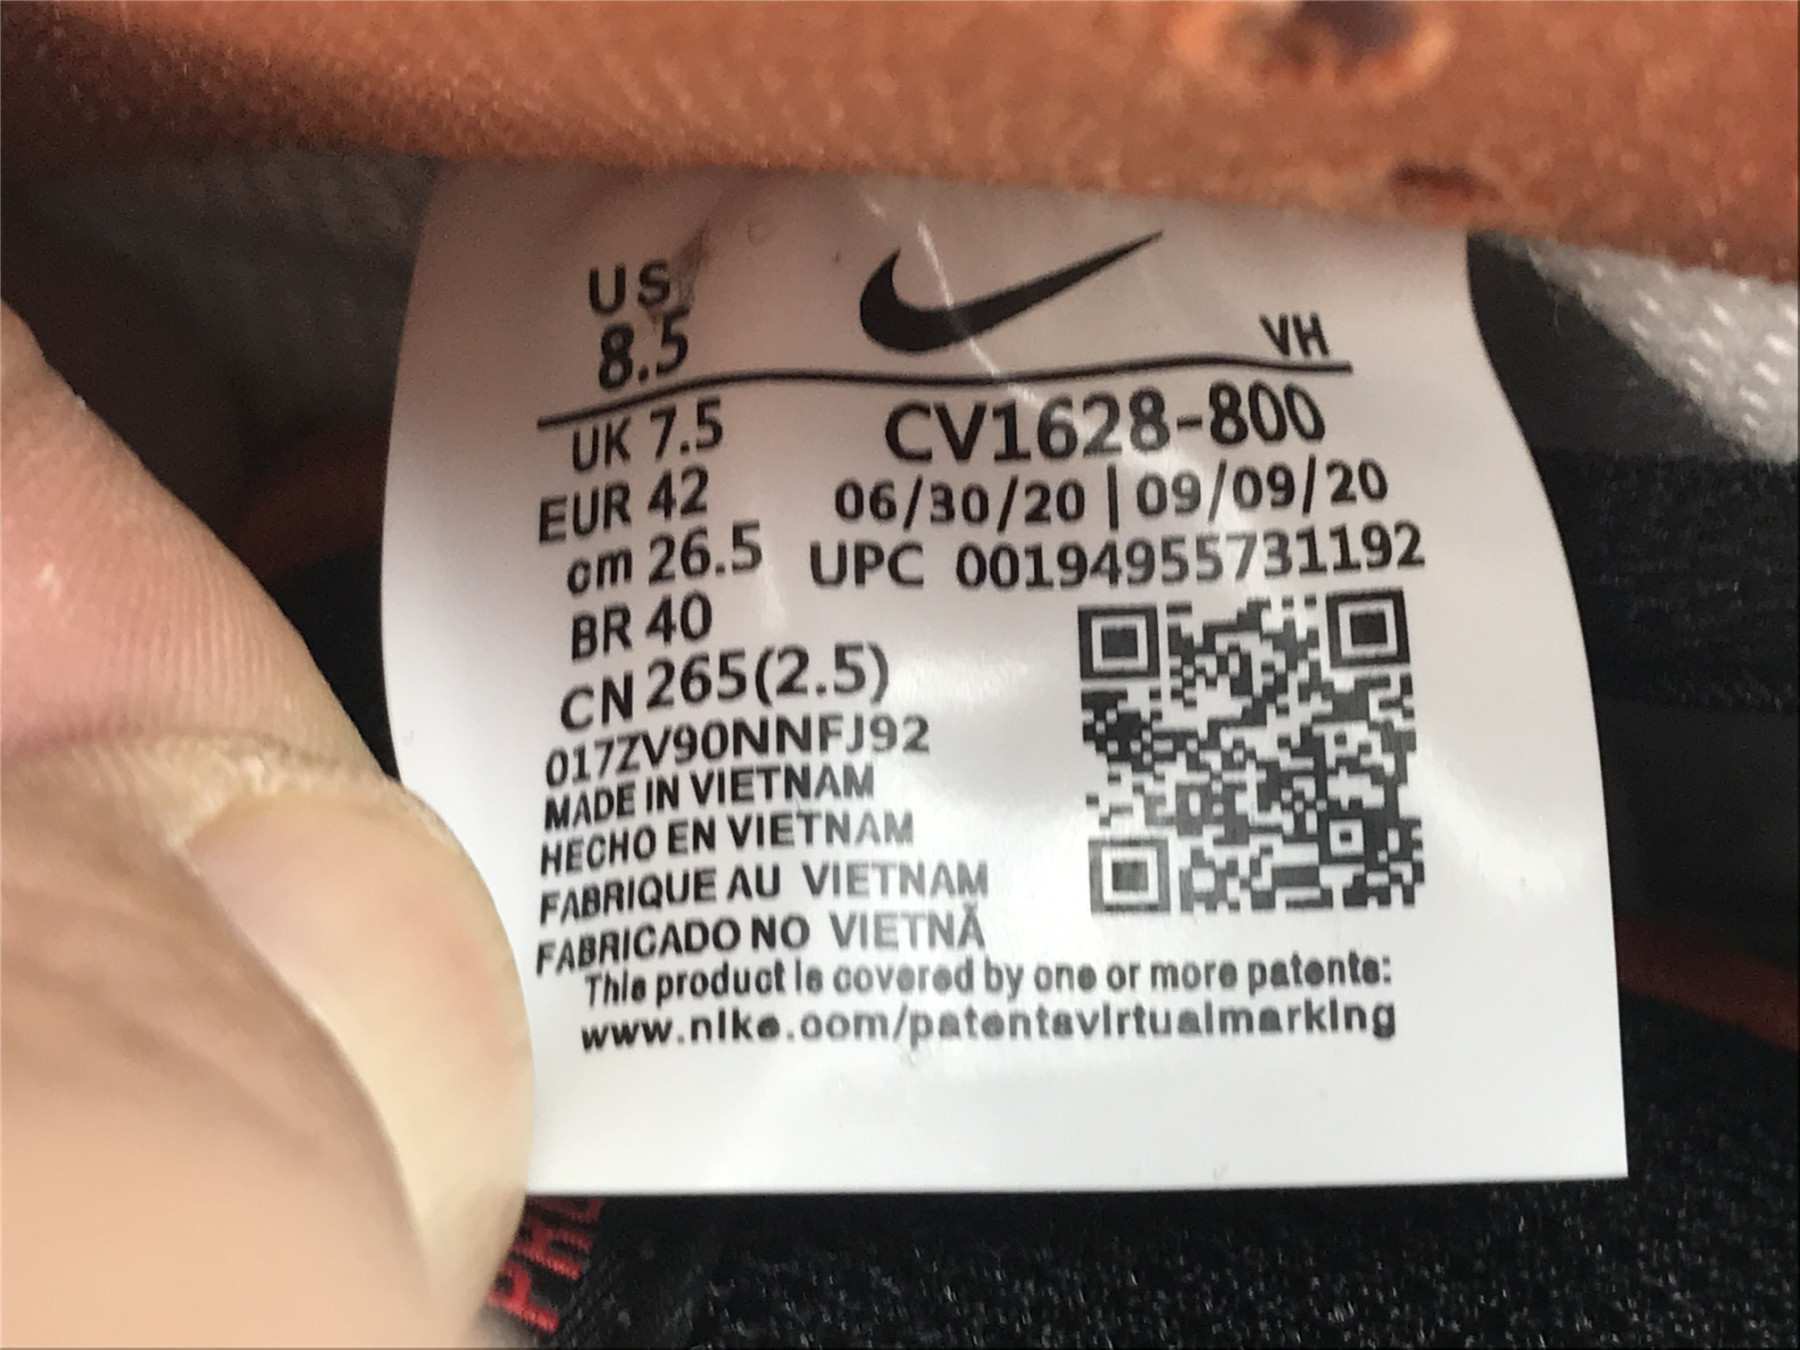 US
8.5
VH
UK 7.5
CV1628-800
EUR 42
06/30/20 | 09/09/20
cm 26.5
UPC 00194955731192
BR 40
CN 265(2.5)
017ZV90NNFJ92
MADE IN VIETNAM
HECHO EN VIETNAM
FABRIQUE AU VIETNAM
FABRICADO NO VIETNÃ
This product is covered by one or more patents:
www.nike.com/patentsvirtualmarking